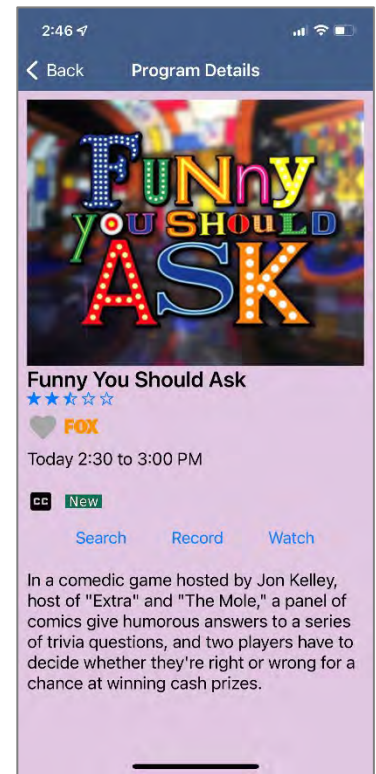 2:46
Back Program Details
FUNNY
YOU SHOULD
ASK
Funny You Should Ask
FOX
Today 2:30 to 3:00 PM
CC New
Search Record Watch
In a comedic game hosted by Jon Kelley,
host of "Extra" and "The Mole," a panel of
comics give humorous answers to a series
of trivia questions, and two players have to
decide whether they're right or wrong for a
chance at winning cash prizes.